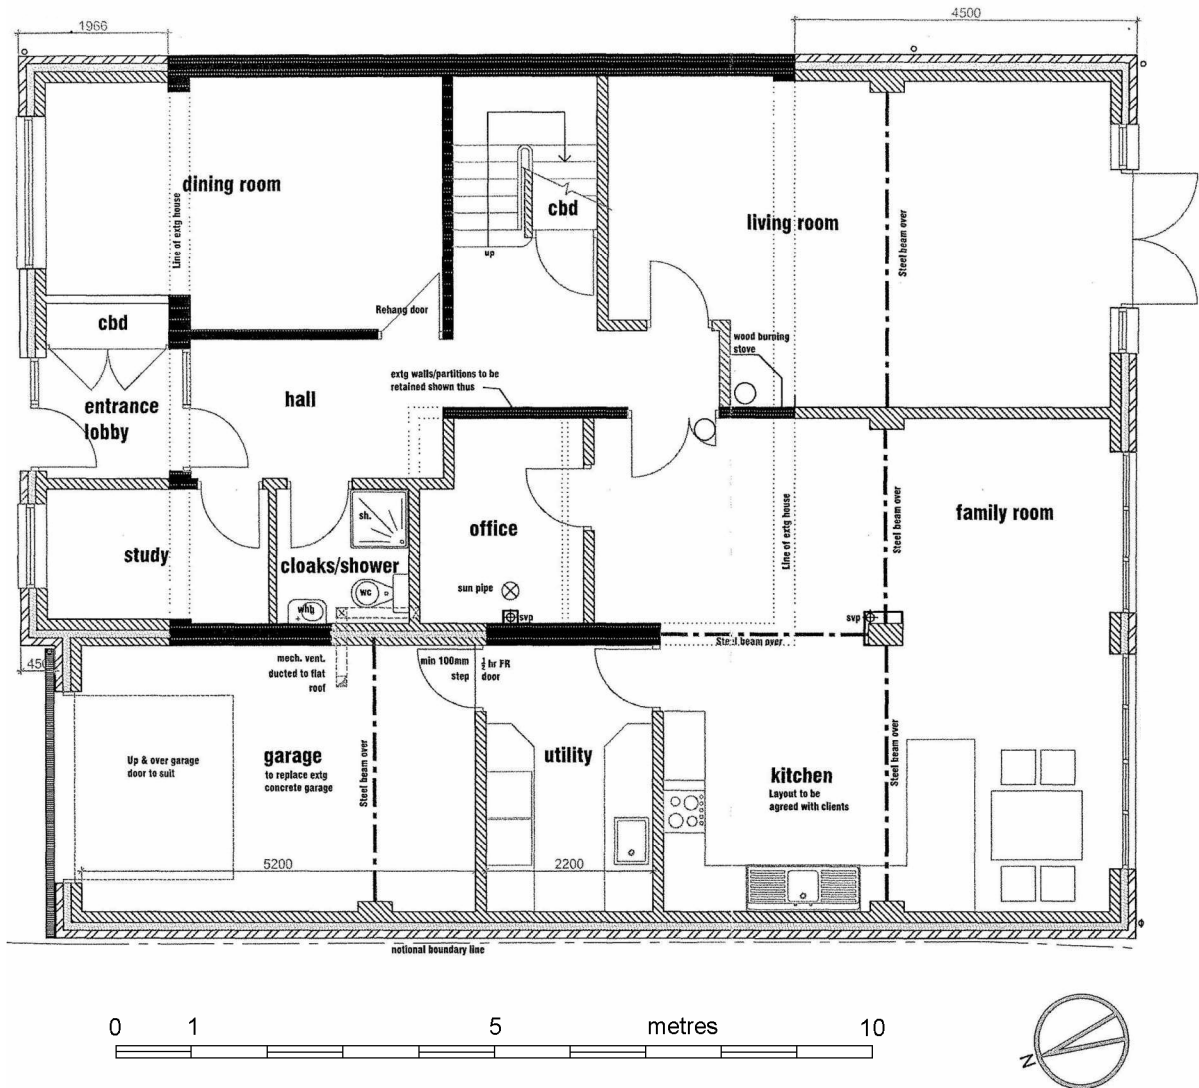 1966
4500
dining room
Line of extg house
cbd
up
living room
Steel beam over
Rehang door
cbd
wood burning
stove
extg walls/partitions to be
retained shown thus
hall
entrance
lobby
sh.
office
Line of extg house
Steel beam over
family room
study
cloaks/shower
wc
whb
sun pipe
svp
svp
Steel beam over
450
mech. vent.
ducted to flat
roof
min 100mm
step
½ hr FR
door
Up & over garage
door to suit
garage
to replace extg
concrete garage
Steel beam over
utility
kitchen
Layout to be
agreed with clients
Steel beam over
5200
2200
notional boundary line
0 1 5 metres 10
N